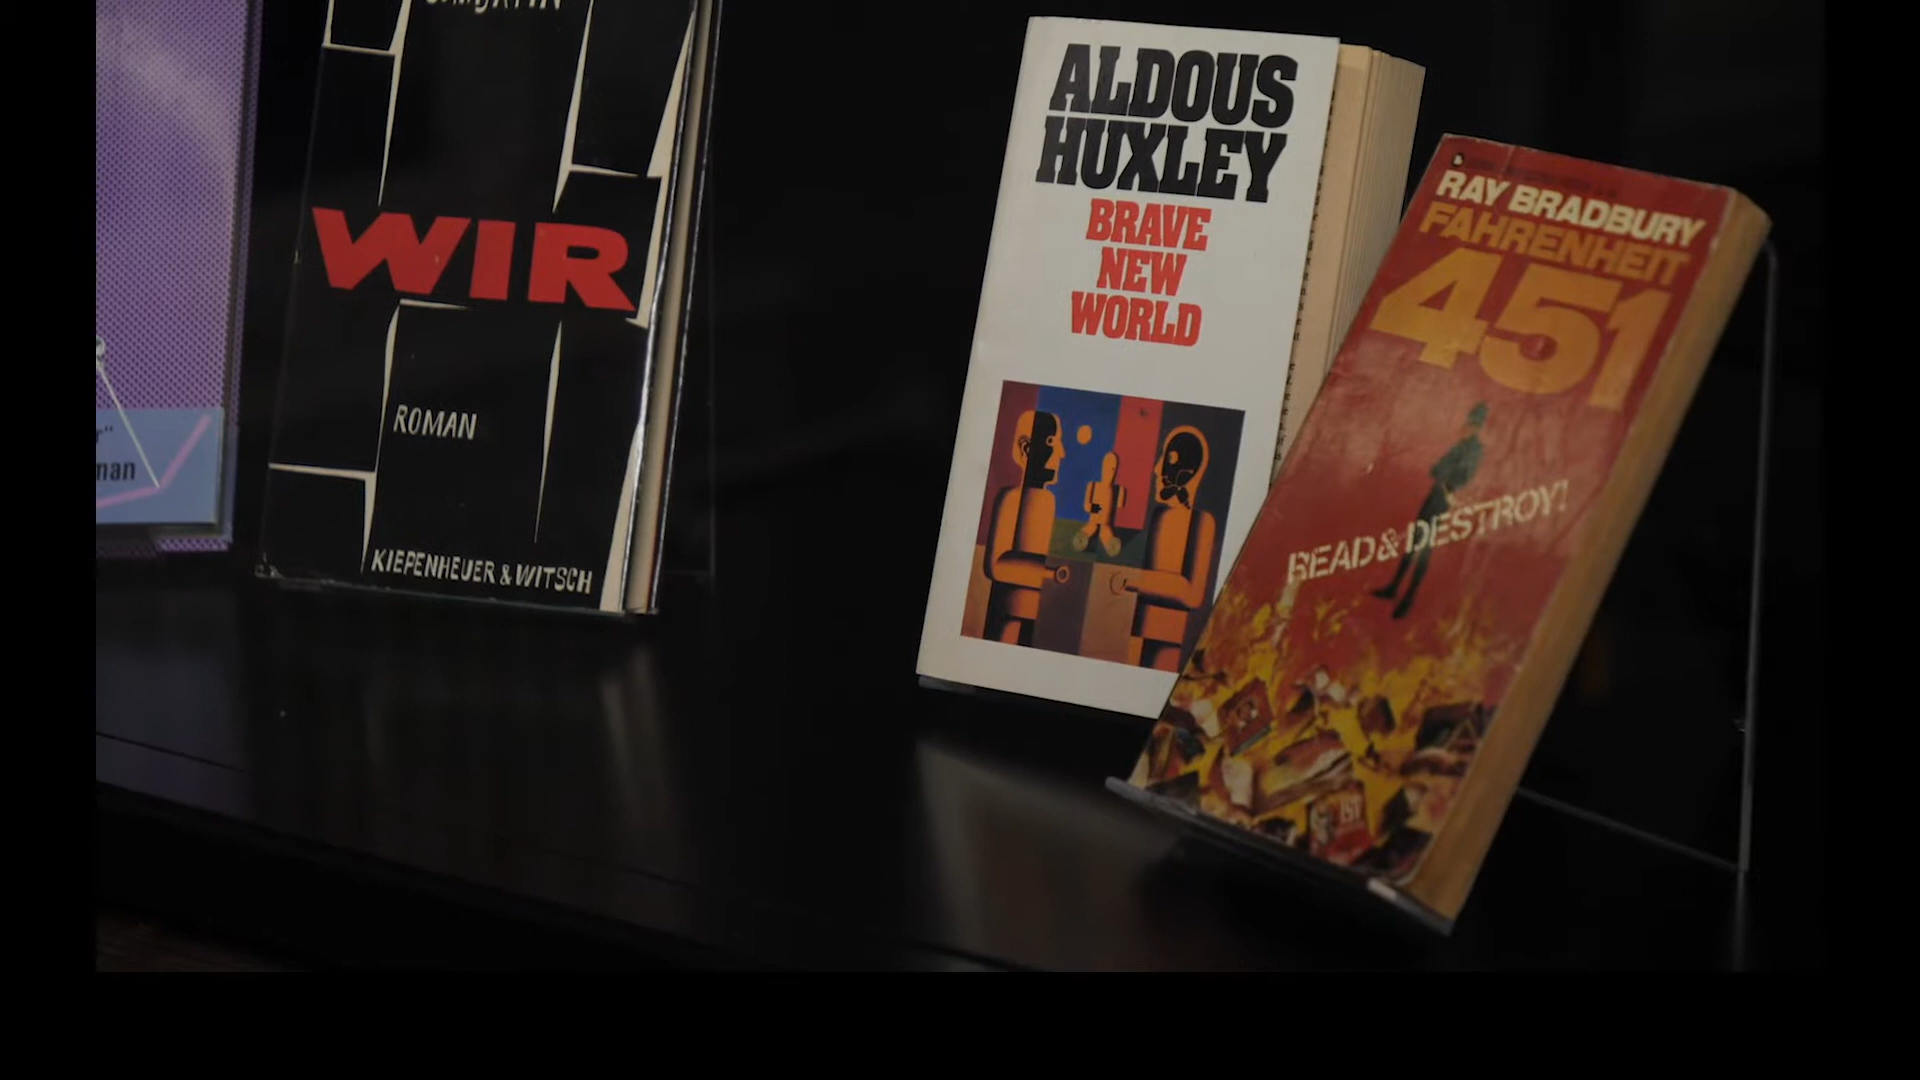 WIR
ROMAN
KIEPENHEUER & WITSCH
ALDOUS
HUXLEY
BRAVE
NEW
WORLD
RAY BRADBURY
FAHRENHEIT
451
READ & DESTROY!